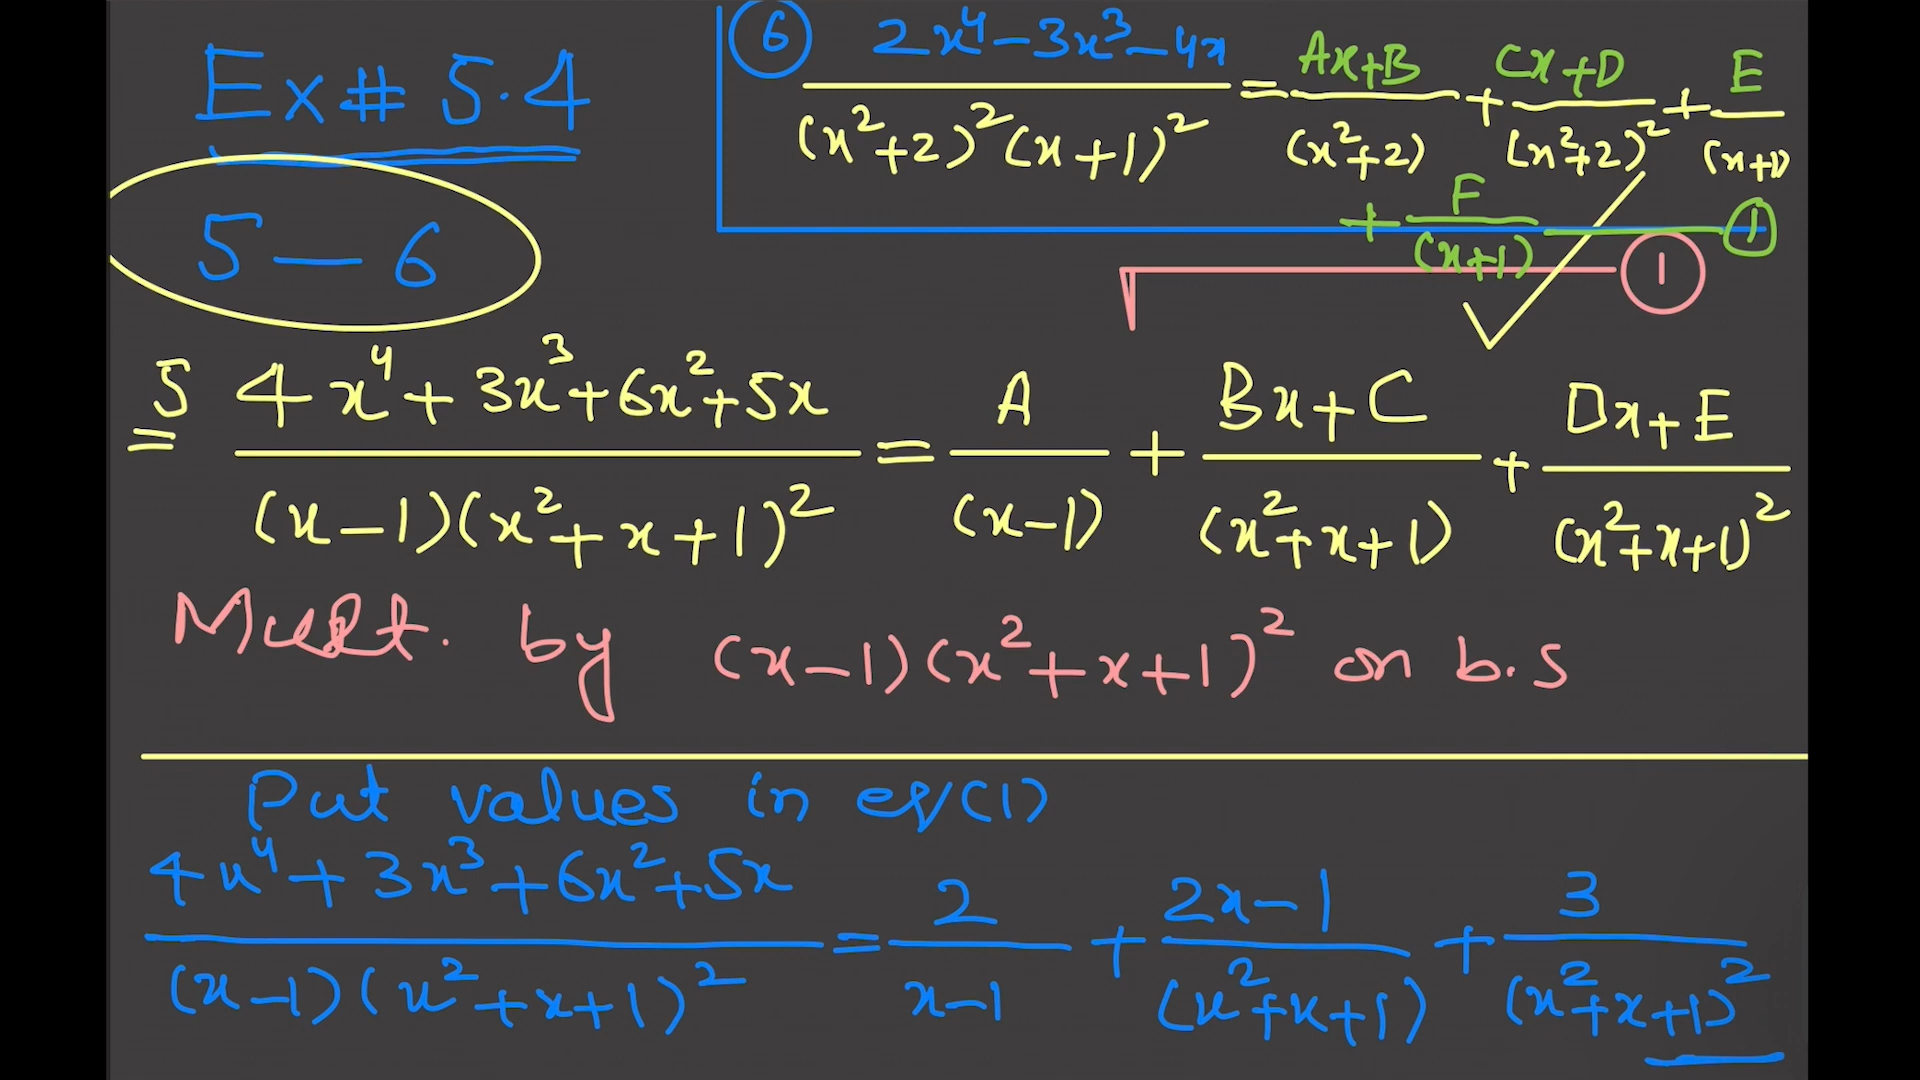 Ex# 5.4
5 — 6
⑥ 2x⁴-3x³-4x / (x²+2)²(x+1)² = Ax+B / (x²+2) + Cx+D / (x²+2)² + E / (x+1)
+ F / (x+1) — ①
①
5 4x⁴+3x³+6x²+5x / (x-1)(x²+x+1)² = A / (x-1) + Bx+C / (x²+x+1) + Dx+E / (x²+x+1)²
Mult. by (x-1)(x²+x+1)² on b.s
Put values in eq(1)
4x⁴+3x³+6x²+5x / (x-1)(x²+x+1)² = 2 / x-1 + 2x-1 / (x²+x+1) + 3 / (x²+x+1)²